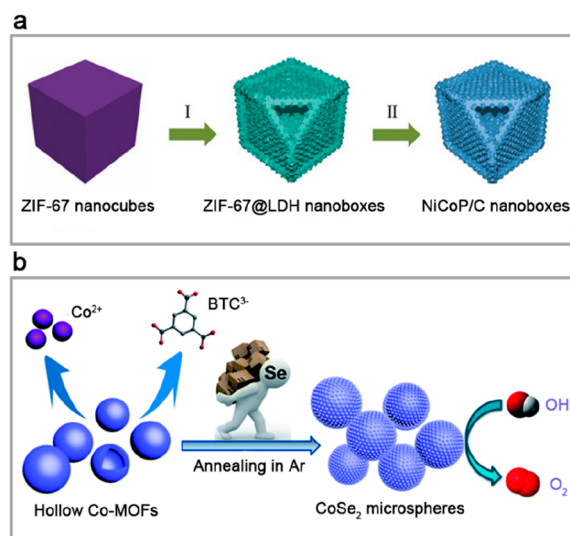 a
I
II
ZIF-67 nanocubes
ZIF-67@LDH nanoboxes
NiCoP/C nanoboxes
b
Co²⁺
BTC³⁻
Se
OH
Annealing in Ar
O₂
Hollow Co-MOFs
CoSe₂ microspheres